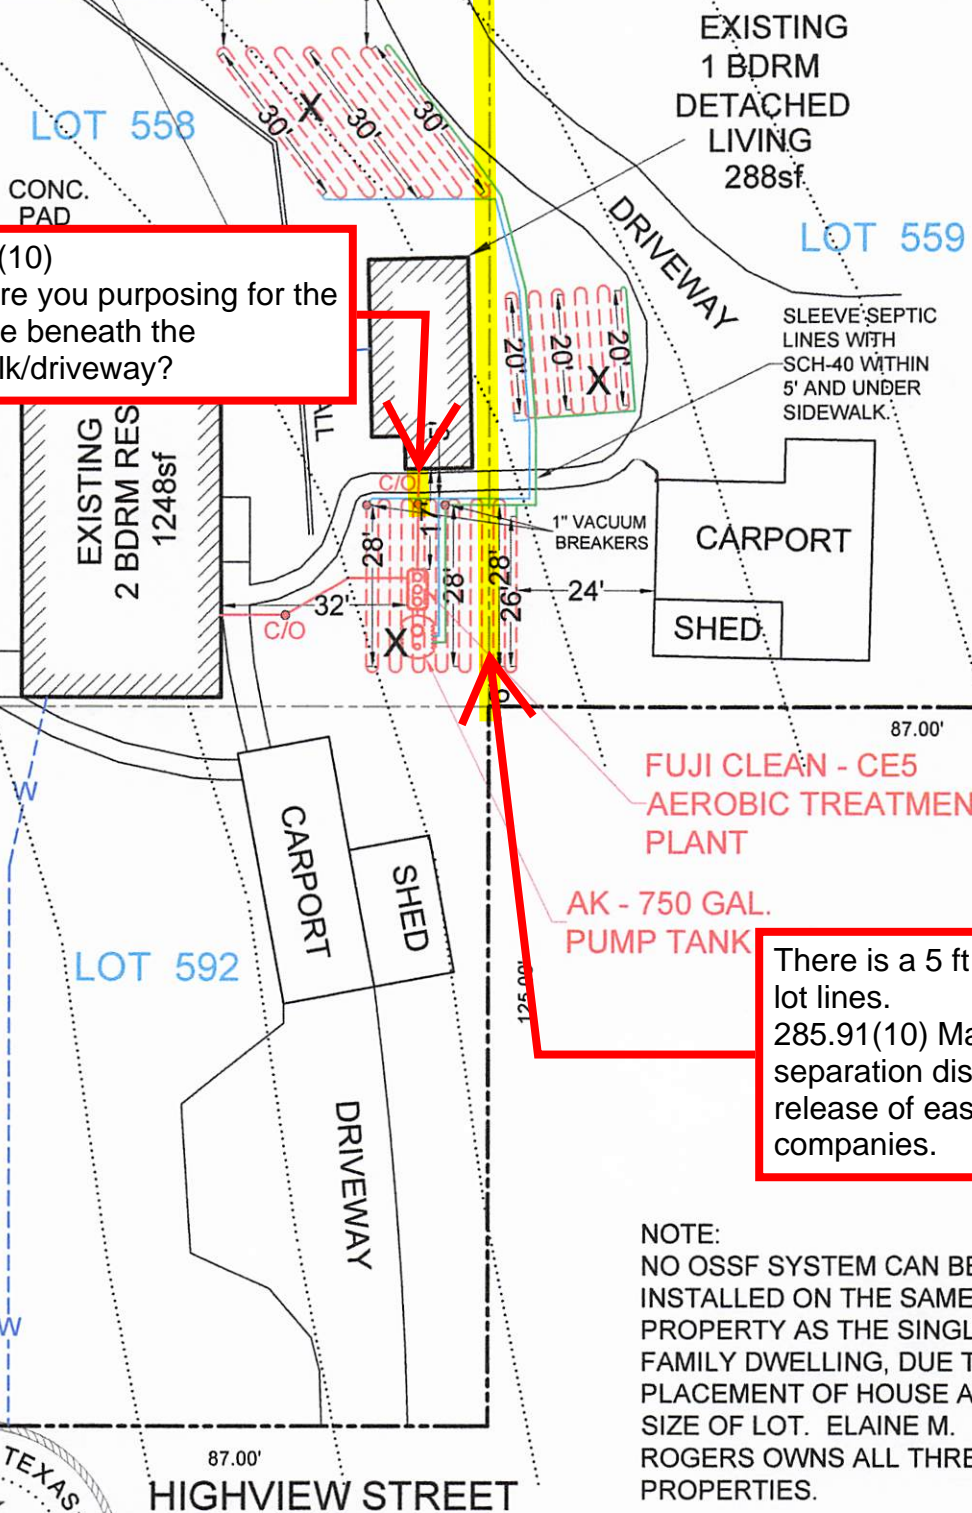 EXISTING
1 BDRM
DETACHED
LIVING
288sf
LOT 558
30'
X
30'
30'
CONC.
PAD
DRIVEWAY
LOT 559
(10)
re you purposing for the
e beneath the
lk/driveway?
SLEEVE SEPTIC
LINES WITH
SCH-40 WITHIN
5' AND UNDER
SIDEWALK.
20'
20'
20'
X
ALL
EXISTING
2 BDRM RES
1248sf
5'
C/O
17'
1" VACUUM
BREAKERS
CARPORT
28'
28'
28'
26'
24'
32'
C/O
X
SHED
87.00'
W
FUJI CLEAN - CE5
AEROBIC TREATMEN
PLANT
CARPORT
SHED
AK - 750 GAL.
PUMP TANK
LOT 592
125.00'
There is a 5 ft
lot lines.
285.91(10) Ma
separation dis
release of eas
companies.
DRIVEWAY
NOTE:
NO OSSF SYSTEM CAN BE
INSTALLED ON THE SAME
PROPERTY AS THE SINGL
FAMILY DWELLING, DUE T
PLACEMENT OF HOUSE A
SIZE OF LOT. ELAINE M.
ROGERS OWNS ALL THRE
PROPERTIES.
W
TEXAS
87.00'
HIGHVIEW STREET